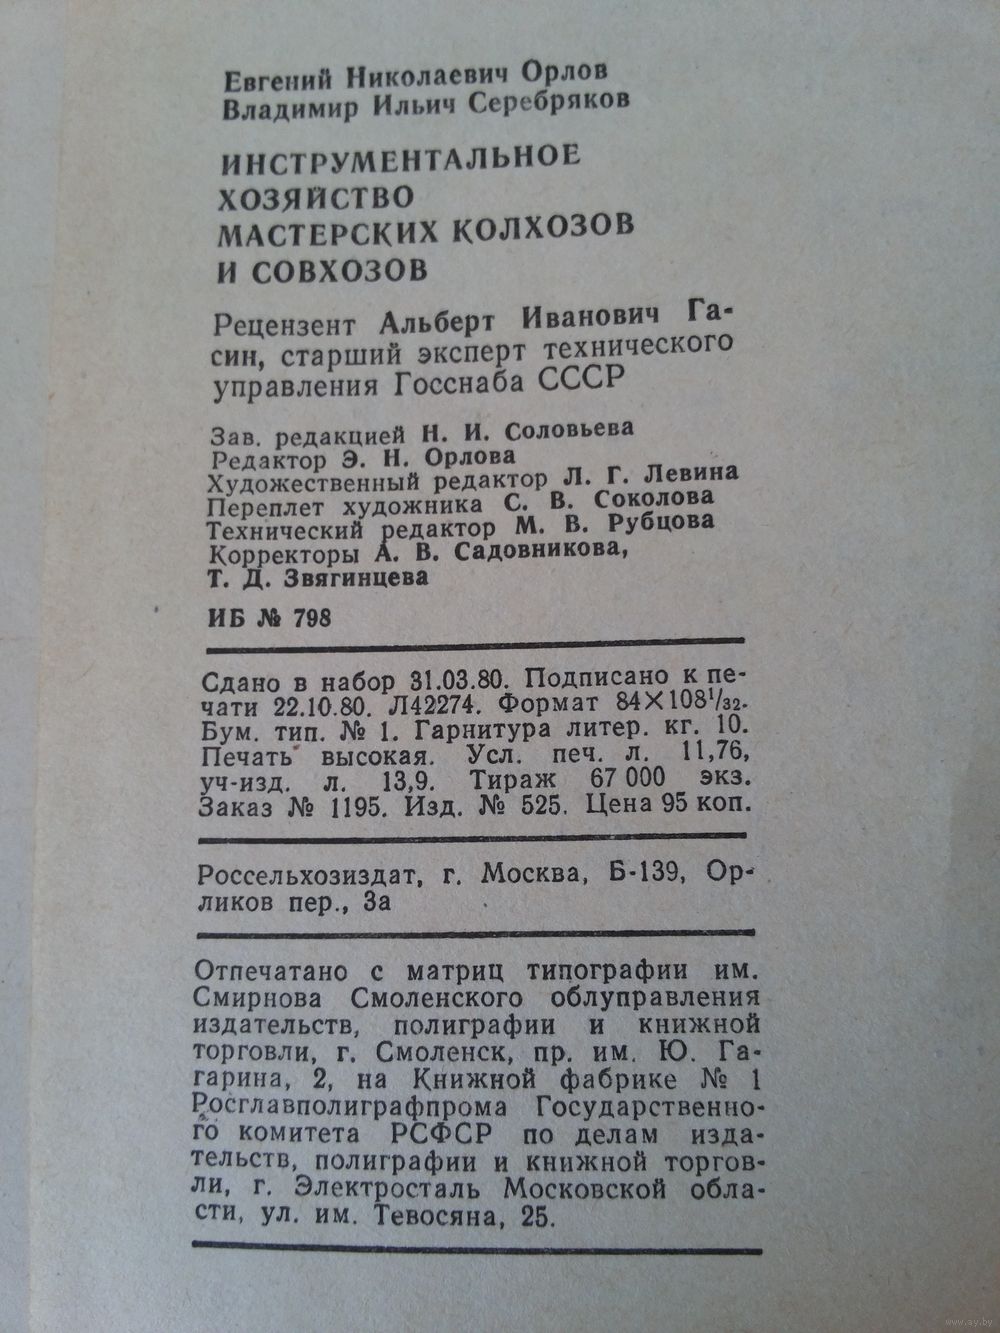 Евгений Николаевич Орлов
Владимир Ильич Серебряков
ИНСТРУМЕНТАЛЬНОЕ
ХОЗЯЙСТВО
МАСТЕРСКИХ КОЛХОЗОВ
И СОВХОЗОВ
Рецензент Альберт Иванович Га-
син, старший эксперт технического
управления Госснаба СССР
Зав. редакцией Н. И. Соловьева
Редактор Э. Н. Орлова
Художественный редактор Л. Г. Левина
Переплет художника С. В. Соколова
Технический редактор М. В. Рубцова
Корректоры А. В. Садовникова,
Т. Д. Звягинцева
ИБ № 798
Сдано в набор 31.03.80. Подписано к пе-
чати 22.10.80. Л42274. Формат 84×108¹/₃₂.
Бум. тип. № 1. Гарнитура литер. кг. 10.
Печать высокая. Усл. печ. л. 11,76,
уч-изд. л. 13,9. Тираж 67 000 экз.
Заказ № 1195. Изд. № 525. Цена 95 коп.
Россельхозиздат, г. Москва, Б-139, Ор-
ликов пер., 3а
Отпечатано с матриц типографии им.
Смирнова Смоленского облуправления
издательств, полиграфии и книжной
торговли, г. Смоленск, пр. им. Ю. Га-
гарина, 2, на Книжной фабрике № 1
Росглавполиграфпрома Государственно-
го комитета РСФСР по делам изда-
тельств, полиграфии и книжной торгов-
ли, г. Электросталь Московской обла-
сти, ул. им. Тевосяна, 25.
www.ay.by